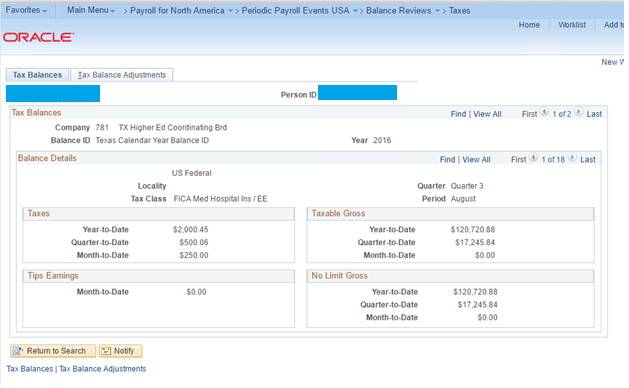 Favorites Main Menu > Payroll for North America > Periodic Payroll Events USA > Balance Reviews > Taxes
Home Worklist Add to
ORACLE
New W
Tax Balances Tax Balance Adjustments
Person ID
Tax Balances Find | View All First 1 of 2 Last
Company 781 TX Higher Ed Coordinating Brd
Balance ID Texas Calendar Year Balance ID Year 2016
Balance Details Find | View All First 1 of 18 Last
US Federal
Locality Quarter Quarter 3
Tax Class FICA Med Hospital Ins / EE Period August
Taxes Taxable Gross
Year-to-Date $2,000.45 Year-to-Date $120,720.88
Quarter-to-Date $500.06 Quarter-to-Date $17,245.84
Month-to-Date $250.00 Month-to-Date $0.00
Tips Earnings No Limit Gross
Month-to-Date $0.00 Year-to-Date $120,720.88
Quarter-to-Date $17,245.84
Month-to-Date $0.00
Return to Search Notify
Tax Balances | Tax Balance Adjustments